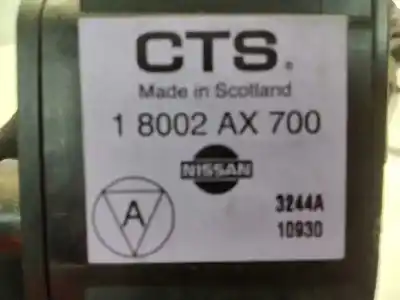 CTS®
Made in Scotland
1 8002 AX 700
NISSAN
A
3244A
10930